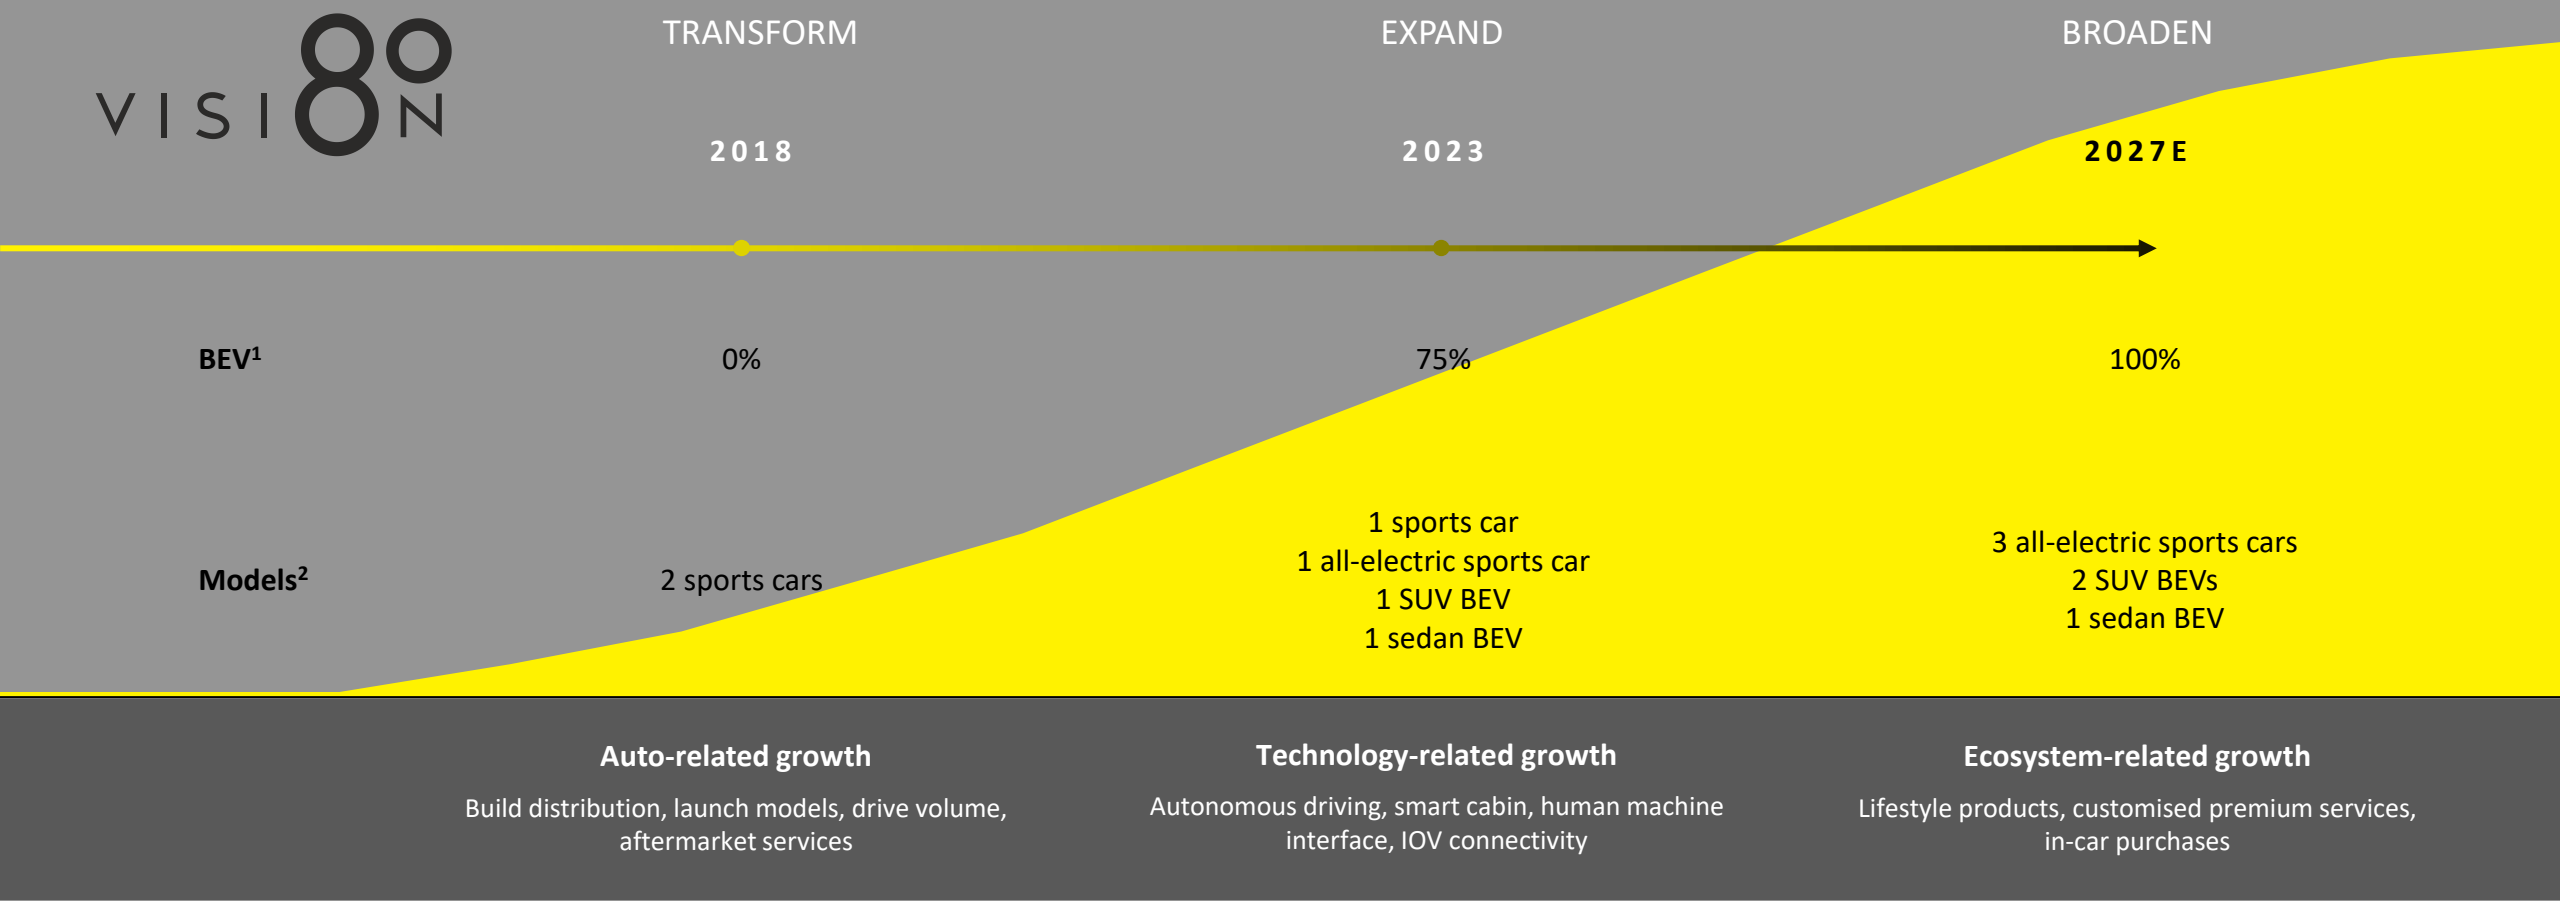 VISION80
TRANSFORM
EXPAND
BROADEN
2018
2023
2027E
BEV1
0%
75%
100%
Models2
2 sports cars
1 sports car
1 all-electric sports car
1 SUV BEV
1 sedan BEV
3 all-electric sports cars
2 SUV BEVs
1 sedan BEV
Auto-related growth
Build distribution, launch models, drive volume,
aftermarket services
Technology-related growth
Autonomous driving, smart cabin, human machine
interface, IOV connectivity
Ecosystem-related growth
Lifestyle products, customised premium services,
in-car purchases